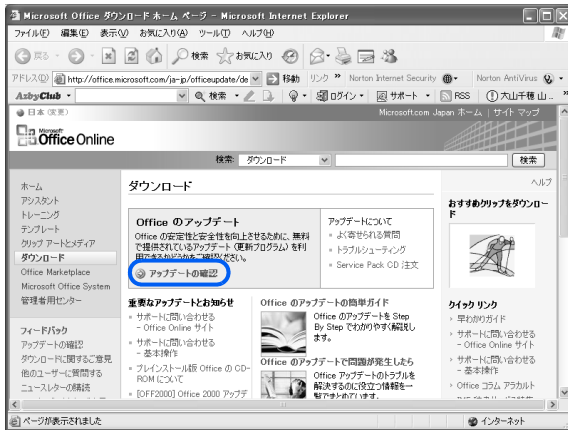 Microsoft Office ダウンロード ホーム ページ - Microsoft Internet Explorer
ファイル(F) 編集(E) 表示(V) お気に入り(A) ツール(T) ヘルプ(H)
戻る 検索 お気に入り
アドレス(D) http://office.microsoft.com/ja-jp/officeupdate/de 移動 リンク » Norton Internet Security Norton AntiVirus
AzbyClub 検索 ログイン サポート RSS 大山千穂 山... »
日本 (変更) Microsoft.com Japan ホーム | サイト マップ
Microsoft Office Online
検索: ダウンロード 検索
ヘルプ
ホーム
アシスタント
トレーニング
テンプレート
クリップ アートとメディア
ダウンロード
Office Marketplace
Microsoft Office System
管理者用センター
フィードバック
アップデートの確認
ダウンロードに関するご意見
他のユーザーに質問する
ニュースレターの購読
ダウンロード
Office のアップデート
Office の安定性と安全性を向上させるために、無料
で提供されているアップデート (更新プログラム) を利
用できるかどうかをご確認ください。
アップデートの確認
アップデートについて
よく寄せられる質問
トラブルシューティング
Service Pack CD 注文
重要なアップデートとお知らせ
サポートに問い合わせる
- Office Online サイト
サポートに問い合わせる
- 基本操作
プレインストール版 Office の CD-
ROM について
[OFF2000] Office 2000 アップデ
Office のアップデートの簡単ガイド
Office のアップデートを Step
By Step でわかりやすく解説し
ます。
Office のアップデートで問題が発生したら
Office アップデートのトラブルを
解決するのに役立つ情報を一
覧でまとめています。
おすすめクリップをダウンロー
ド
クイック リンク
早わかりガイド
サポートに問い合わせる
- Office Online サイト
サポートに問い合わせる
- 基本操作
Office コラム アラカルト
ページが表示されました インターネット